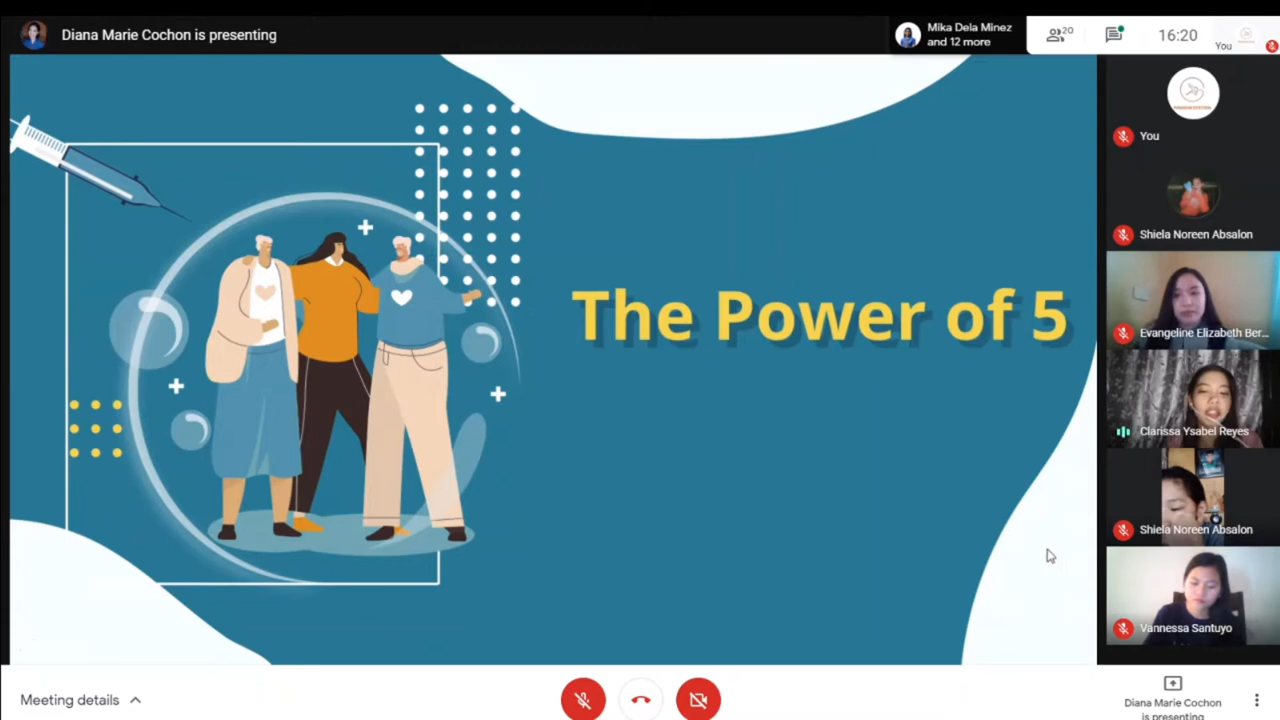 Diana Marie Cochon is presenting
Mika Dela Minez
and 12 more
20
16:20
You
You
Shiela Noreen Absalon
Evangeline Elizabeth Ber...
The Power of 5
Clarissa Ysabel Reyes
Shiela Noreen Absalon
Vannessa Santuyo
Meeting details
Diana Marie Cochon
is presenting